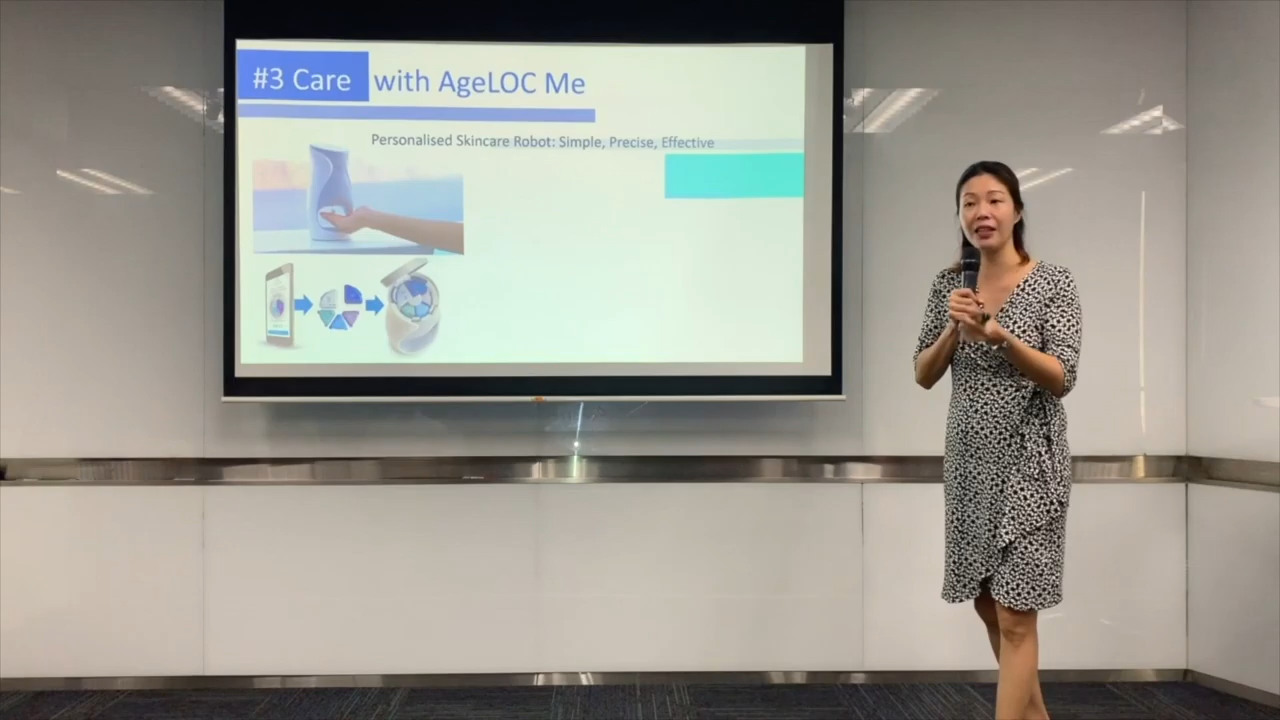 #3 Care with AgeLOC Me
Personalised Skincare Robot: Simple, Precise, Effective